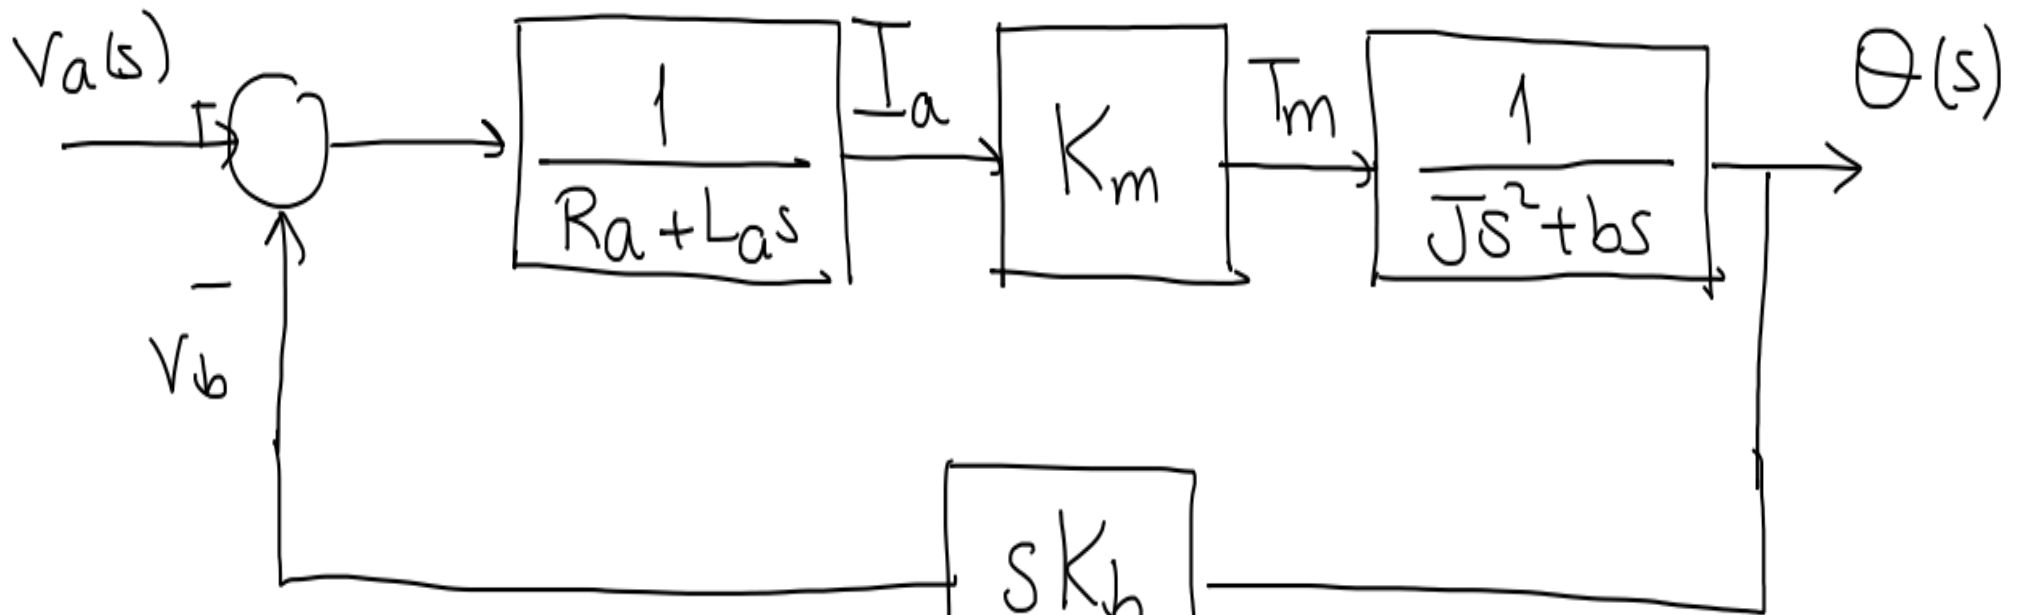 Va(s)
+
1
Ra+Las
Ia
Km
Tm
1
Js²+bs
θ(s)
-
Vb
sKb